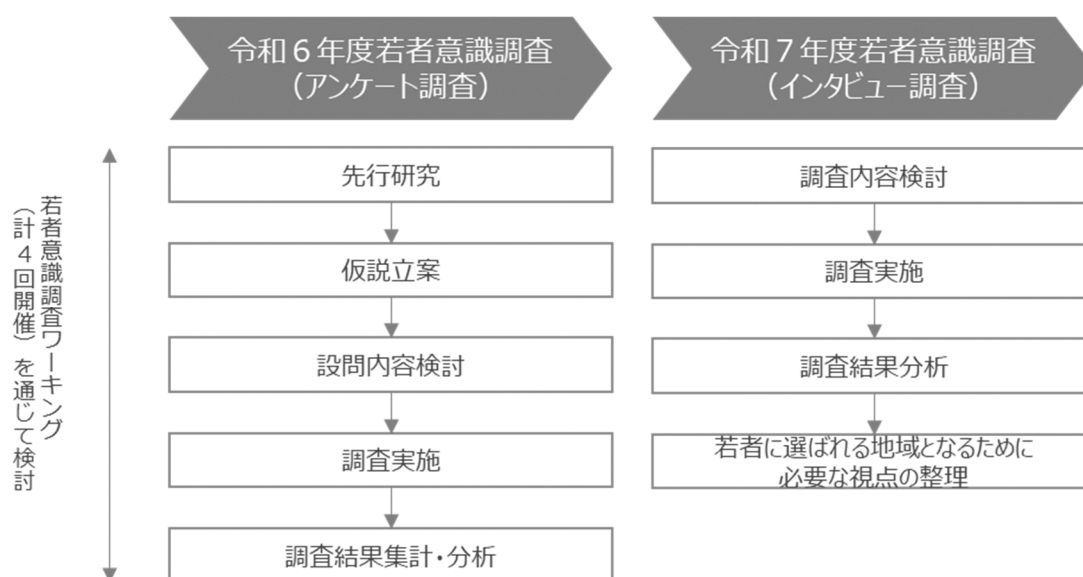 令和６年度若者意識調査
（アンケート調査）
令和７年度若者意識調査
（インタビュー調査）
若者意識調査ワーキング
（計４回開催）を通じて検討
先行研究
仮説立案
設問内容検討
調査実施
調査結果集計・分析
調査内容検討
調査実施
調査結果分析
若者に選ばれる地域となるために
必要な視点の整理